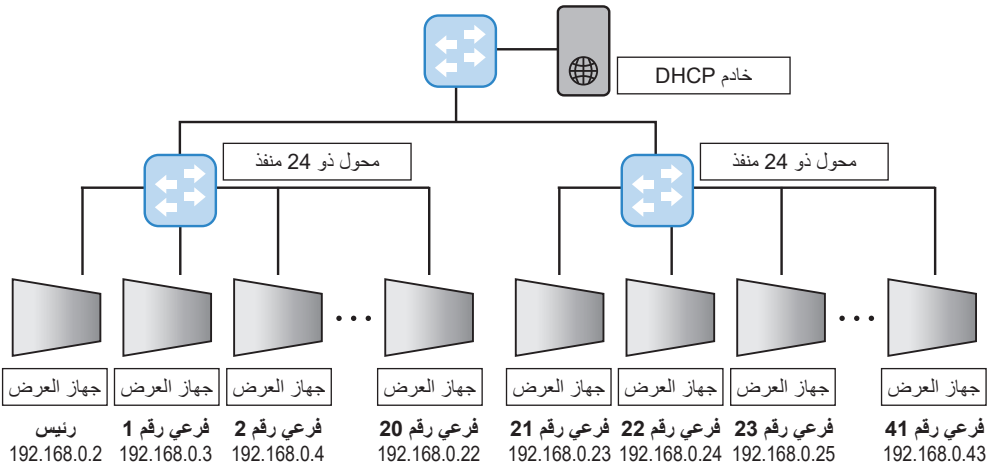 خادم DHCP
محول ذو 24 منفذ
محول ذو 24 منفذ
جهاز العرض
جهاز العرض
جهاز العرض
جهاز العرض
جهاز العرض
جهاز العرض
جهاز العرض
جهاز العرض
رئيس
فرعي رقم 1
فرعي رقم 2
فرعي رقم 20
فرعي رقم 21
فرعي رقم 22
فرعي رقم 23
فرعي رقم 41
192.168.0.2
192.168.0.3
192.168.0.4
192.168.0.22
192.168.0.23
192.168.0.24
192.168.0.25
192.168.0.43